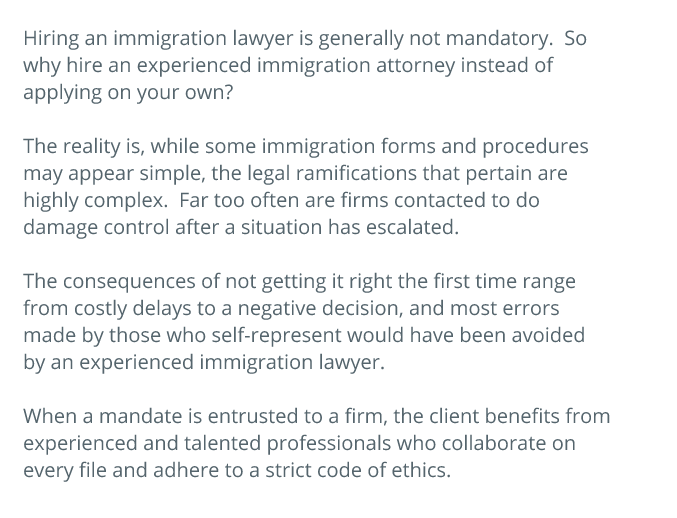 Hiring an immigration lawyer is generally not mandatory.  So
why hire an experienced immigration attorney instead of
applying on your own?
The reality is, while some immigration forms and procedures
may appear simple, the legal ramifications that pertain are
highly complex.  Far too often are firms contacted to do
damage control after a situation has escalated.
The consequences of not getting it right the first time range
from costly delays to a negative decision, and most errors
made by those who self-represent would have been avoided
by an experienced immigration lawyer.
When a mandate is entrusted to a firm, the client benefits from
experienced and talented professionals who collaborate on
every file and adhere to a strict code of ethics.